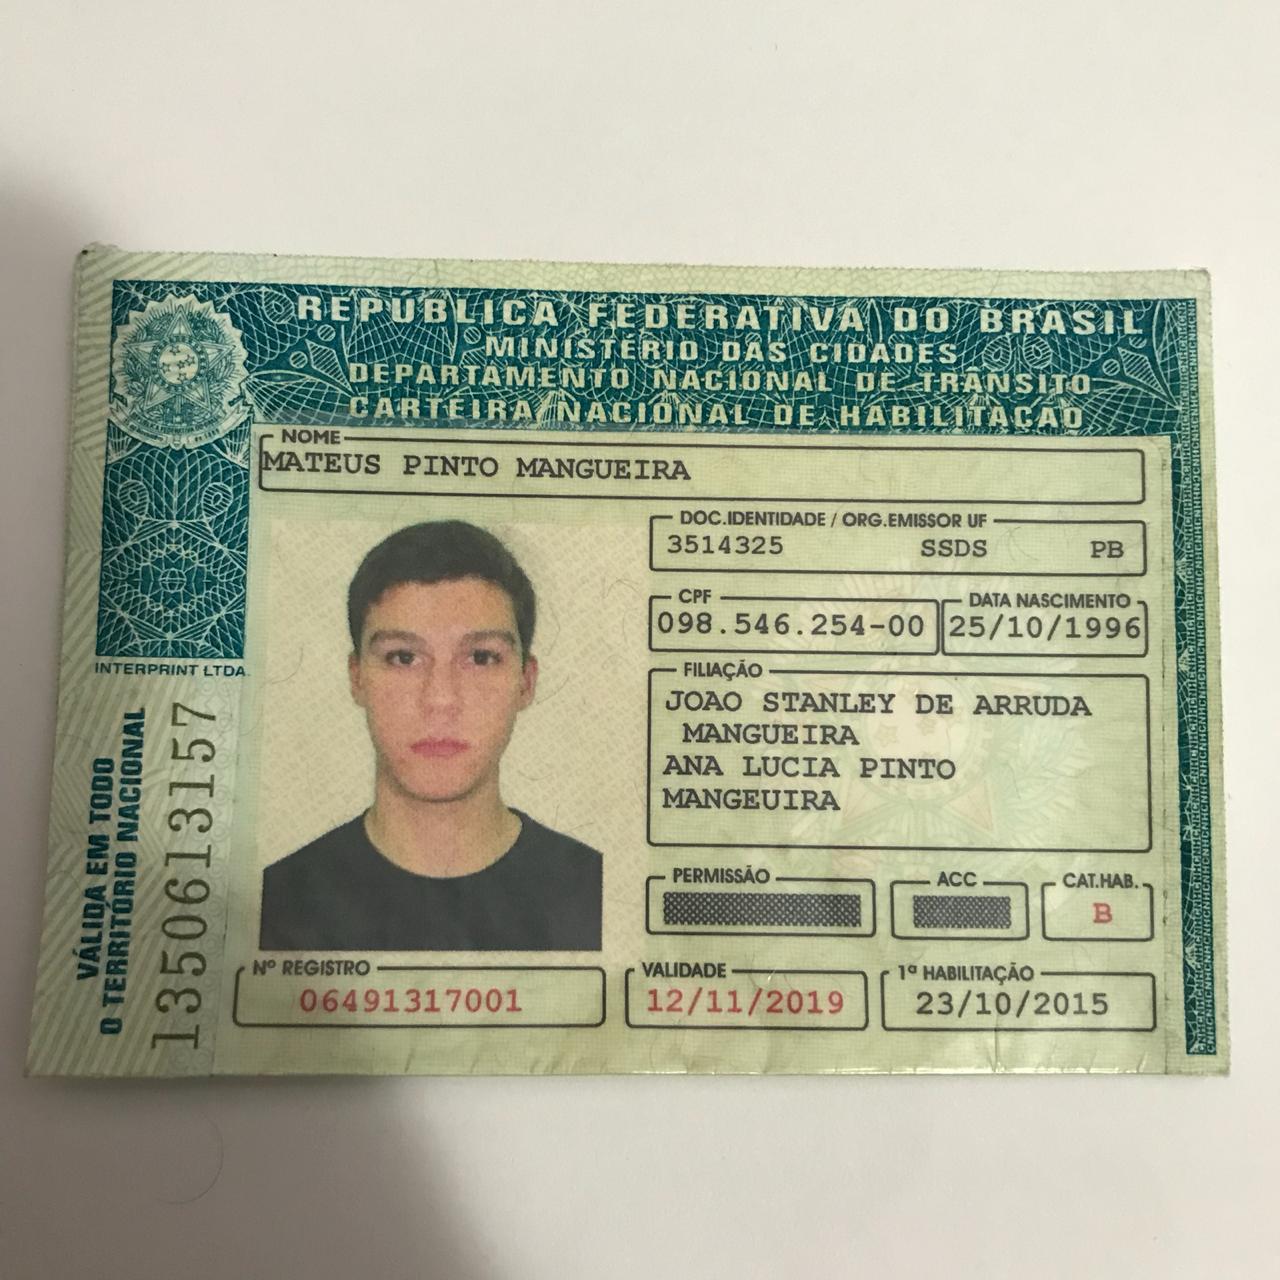 REPÚBLICA FEDERATIVA DO BRASIL
MINISTÉRIO DAS CIDADES
DEPARTAMENTO NACIONAL DE TRÂNSITO
CARTEIRA NACIONAL DE HABILITAÇÃO
NOME
MATEUS PINTO MANGUEIRA
DOC.IDENTIDADE / ORG.EMISSOR UF
3514325 SSDS PB
CPF DATA NASCIMENTO
098.546.254-00 25/10/1996
FILIAÇÃO
JOAO STANLEY DE ARRUDA
MANGUEIRA
ANA LUCIA PINTO
MANGEUIRA
PERMISSÃO ACC CAT.HAB.
B
Nº REGISTRO VALIDADE 1ª HABILITAÇÃO
06491317001 12/11/2019 23/10/2015
INTERPRINT LTDA.
VÁLIDA EM TODO
O TERRITÓRIO NACIONAL
1350613157